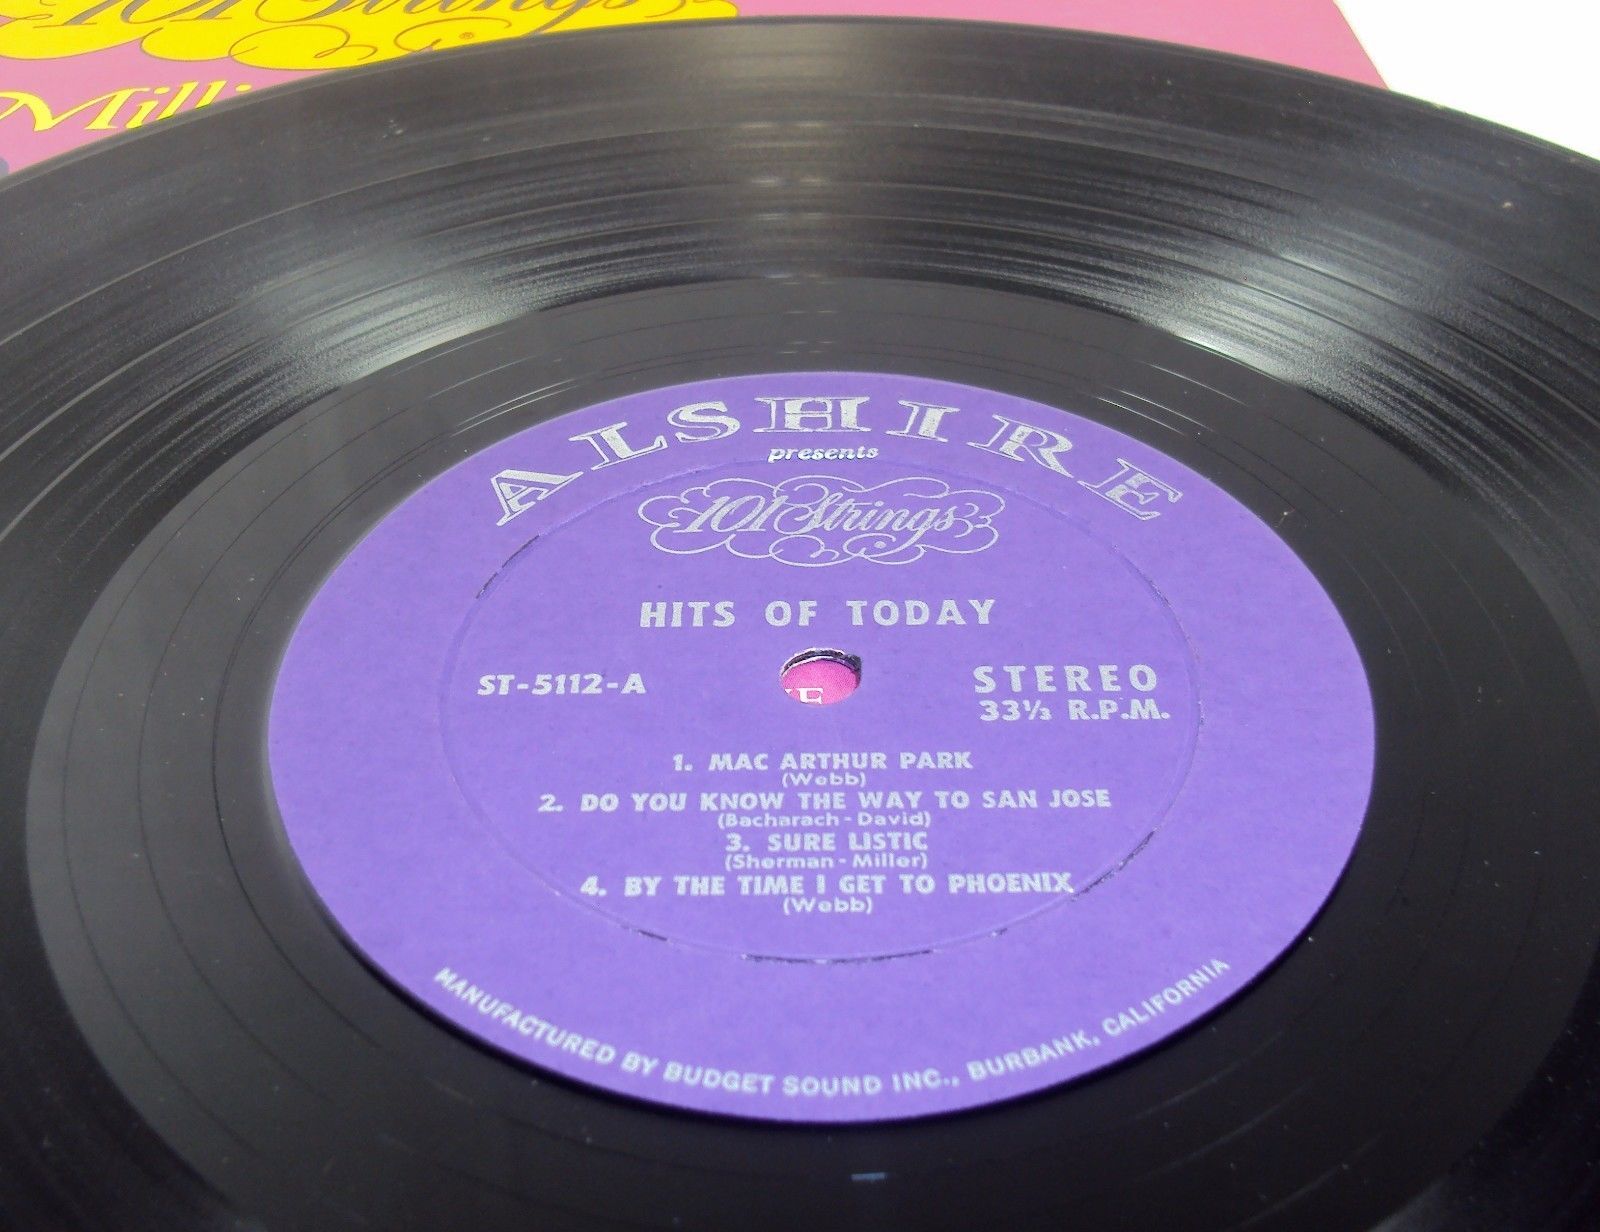 101 Strings
Milli
ALSHIRE
presents
101 Strings
HITS OF TODAY
ST-5112-A
STEREO
33⅓ R.P.M.
1. MAC ARTHUR PARK
(Webb)
2. DO YOU KNOW THE WAY TO SAN JOSE
(Bacharach - David)
3. SURE LISTIC
(Sherman - Miller)
4. BY THE TIME I GET TO PHOENIX
(Webb)
MANUFACTURED BY BUDGET SOUND INC., BURBANK, CALIFORNIA